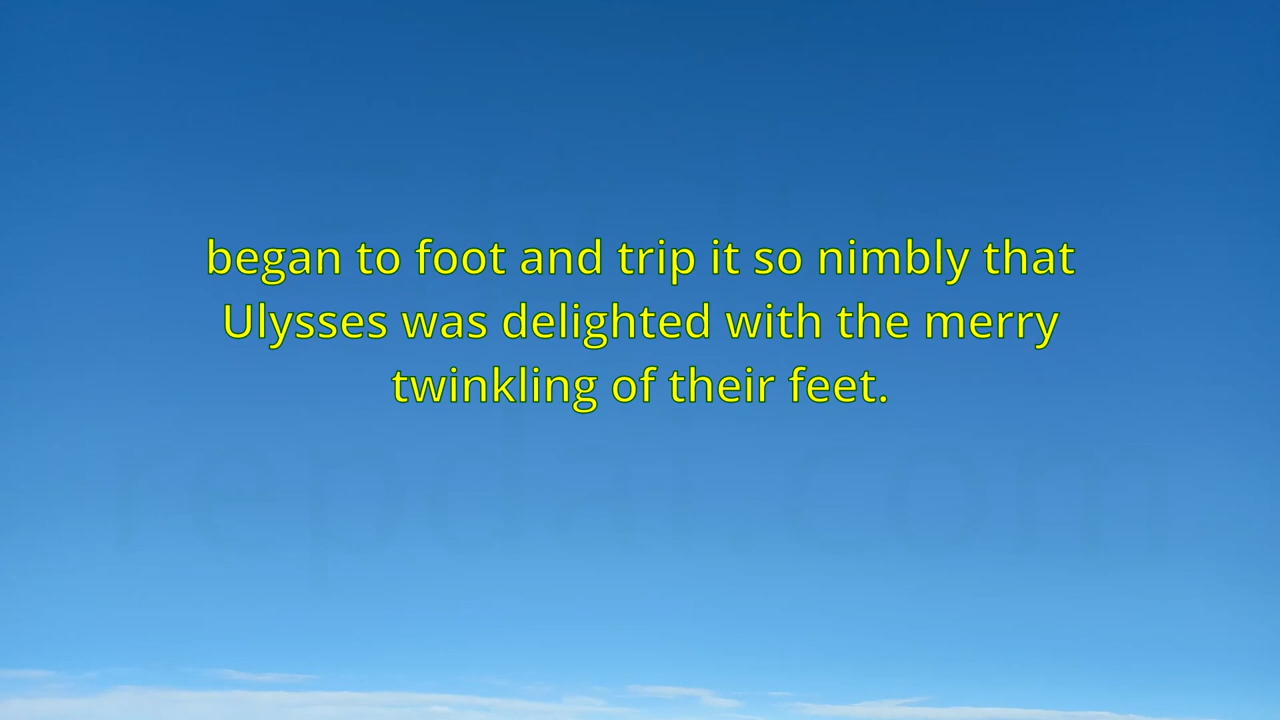 began to foot and trip it so nimbly that
Ulysses was delighted with the merry
twinkling of their feet.